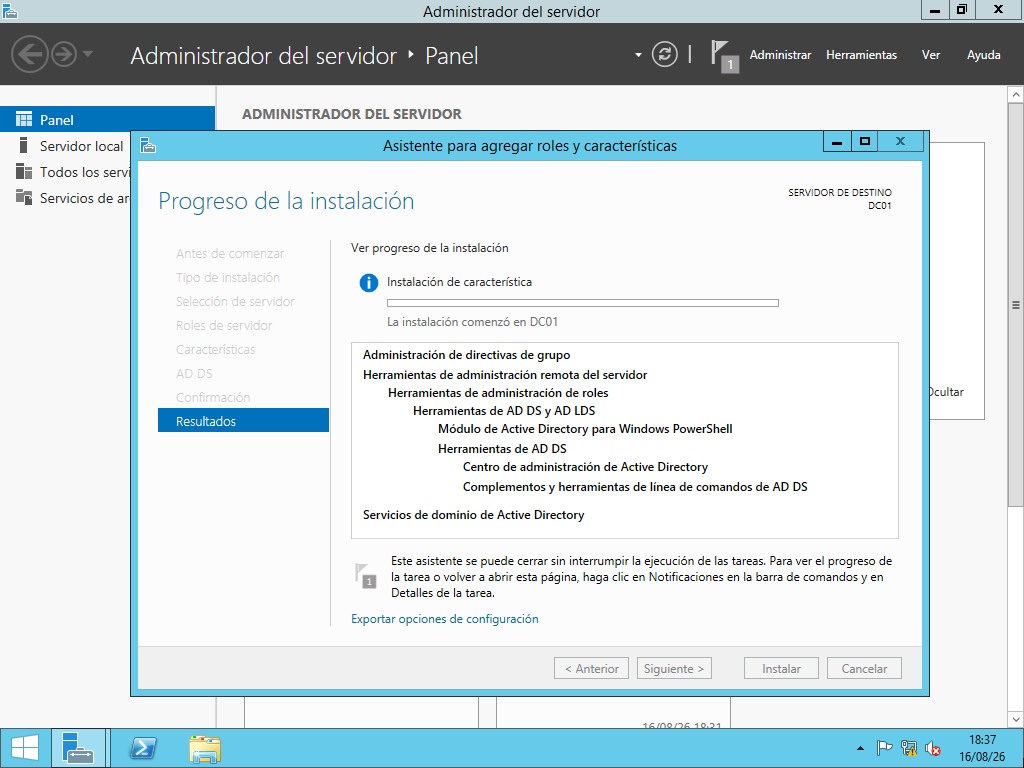 Administrador del servidor
Administrador del servidor
Panel
1
Administrar
Herramientas
Ver
Ayuda
Panel
Servidor local
Todos los servi
Servicios de ar
ADMINISTRADOR DEL SERVIDOR
Asistente para agregar roles y características
Progreso de la instalación
SERVIDOR DE DESTINO
DC01
Antes de comenzar
Tipo de instalación
Selección de servidor
Roles de servidor
Características
AD DS
Confirmación
Resultados
Ver progreso de la instalación
Instalación de característica
La instalación comenzó en DC01
Administración de directivas de grupo
Herramientas de administración remota del servidor
Herramientas de administración de roles
Herramientas de AD DS y AD LDS
Módulo de Active Directory para Windows PowerShell
Herramientas de AD DS
Centro de administración de Active Directory
Complementos y herramientas de línea de comandos de AD DS
Servicios de dominio de Active Directory
1
Este asistente se puede cerrar sin interrumpir la ejecución de las tareas. Para ver el progreso de
la tarea o volver a abrir esta página, haga clic en Notificaciones en la barra de comandos y en
Detalles de la tarea.
Exportar opciones de configuración
< Anterior
Siguiente >
Instalar
Cancelar
Ocultar
16/08/26 18:31
18:37
16/08/26